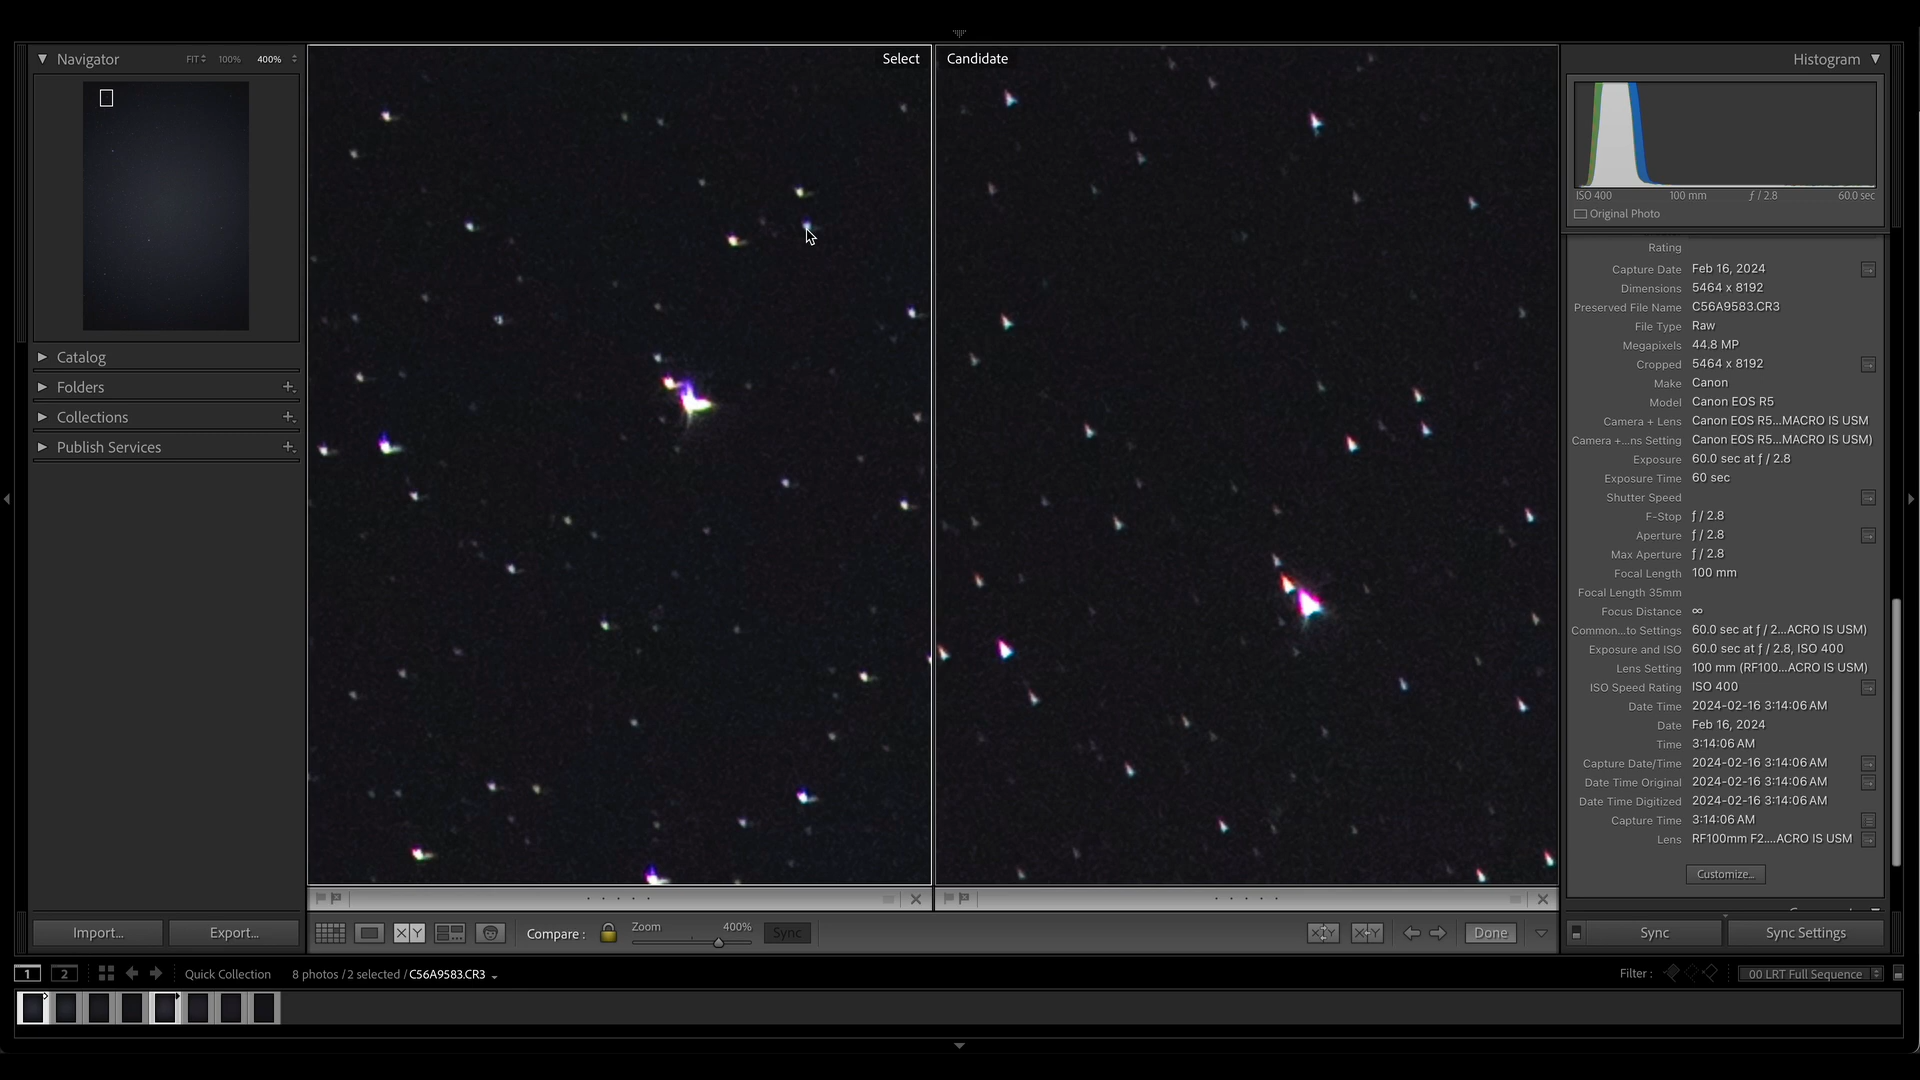 Navigator FIT 100% 400%
Catalog
Folders
Collections
Publish Services
Import...
Export...
Select
Candidate
Compare :
Zoom 400%
Sync
Done
Histogram
ISO 400 100 mm ƒ / 2.8 60.0 sec
Original Photo
Rating
Capture Date Feb 16, 2024
Dimensions 5464 x 8192
Preserved File Name C56A9583.CR3
File Type Raw
Megapixels 44.8 MP
Cropped 5464 x 8192
Make Canon
Model Canon EOS R5
Camera + Lens Canon EOS R5...MACRO IS USM
Camera +...ns Setting Canon EOS R5...MACRO IS USM)
Exposure 60.0 sec at ƒ / 2.8
Exposure Time 60 sec
Shutter Speed
F-Stop ƒ / 2.8
Aperture ƒ / 2.8
Max Aperture ƒ / 2.8
Focal Length 100 mm
Focal Length 35mm
Focus Distance ∞
Common...to Settings 60.0 sec at ƒ / 2...ACRO IS USM)
Exposure and ISO 60.0 sec at ƒ / 2.8, ISO 400
Lens Setting 100 mm (RF100...ACRO IS USM)
ISO Speed Rating ISO 400
Date Time 2024-02-16 3:14:06 AM
Date Feb 16, 2024
Time 3:14:06 AM
Capture Date/Time 2024-02-16 3:14:06 AM
Date Time Original 2024-02-16 3:14:06 AM
Date Time Digitized 2024-02-16 3:14:06 AM
Capture Time 3:14:06 AM
Lens RF100mm F2....ACRO IS USM
Customize...
Sync
Sync Settings
1 2 Quick Collection 8 photos / 2 selected / C56A9583.CR3
Filter : 00 LRT Full Sequence